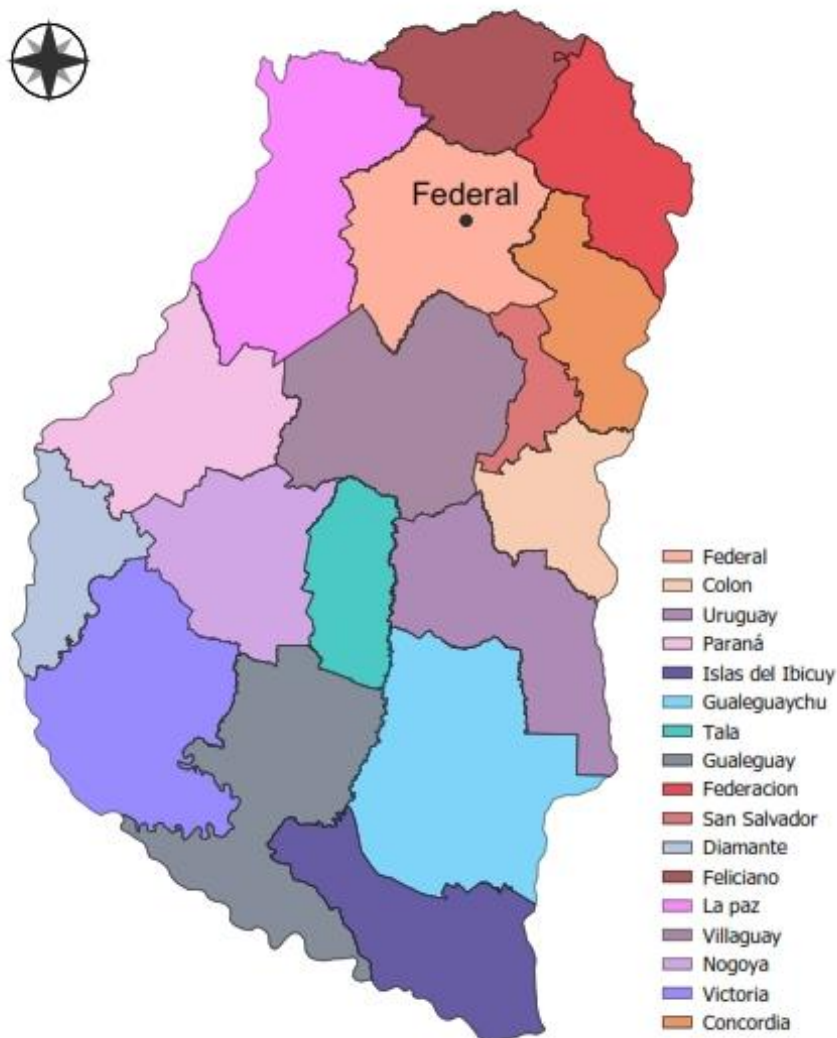 Federal
Federal
Colon
Uruguay
Paraná
Islas del Ibicuy
Gualeguaychu
Tala
Gualeguay
Federacion
San Salvador
Diamante
Feliciano
La paz
Villaguay
Nogoya
Victoria
Concordia